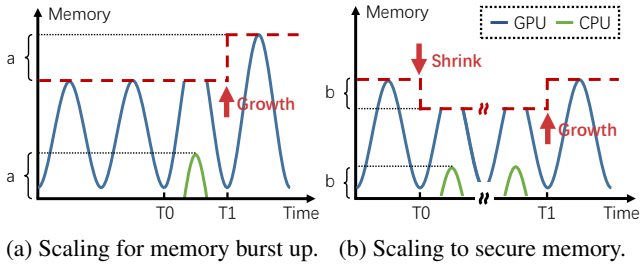 Memory
a
Growth
a
T0
T1
Time
(a) Scaling for memory burst up.
Memory
GPU
CPU
Shrink
b
Growth
b
T0
T1
Time
(b) Scaling to secure memory.